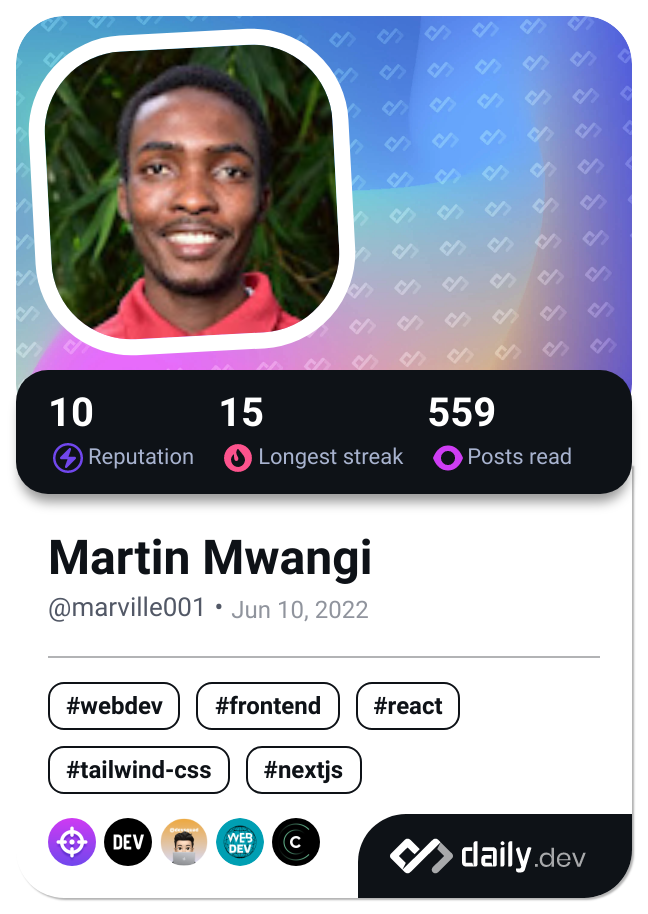 10 15 559
Reputation Longest streak Posts read
Martin Mwangi
@marville001 • Jun 10, 2022
#webdev #frontend #react
#tailwind-css #nextjs
DEV WEB DEV C
daily.dev